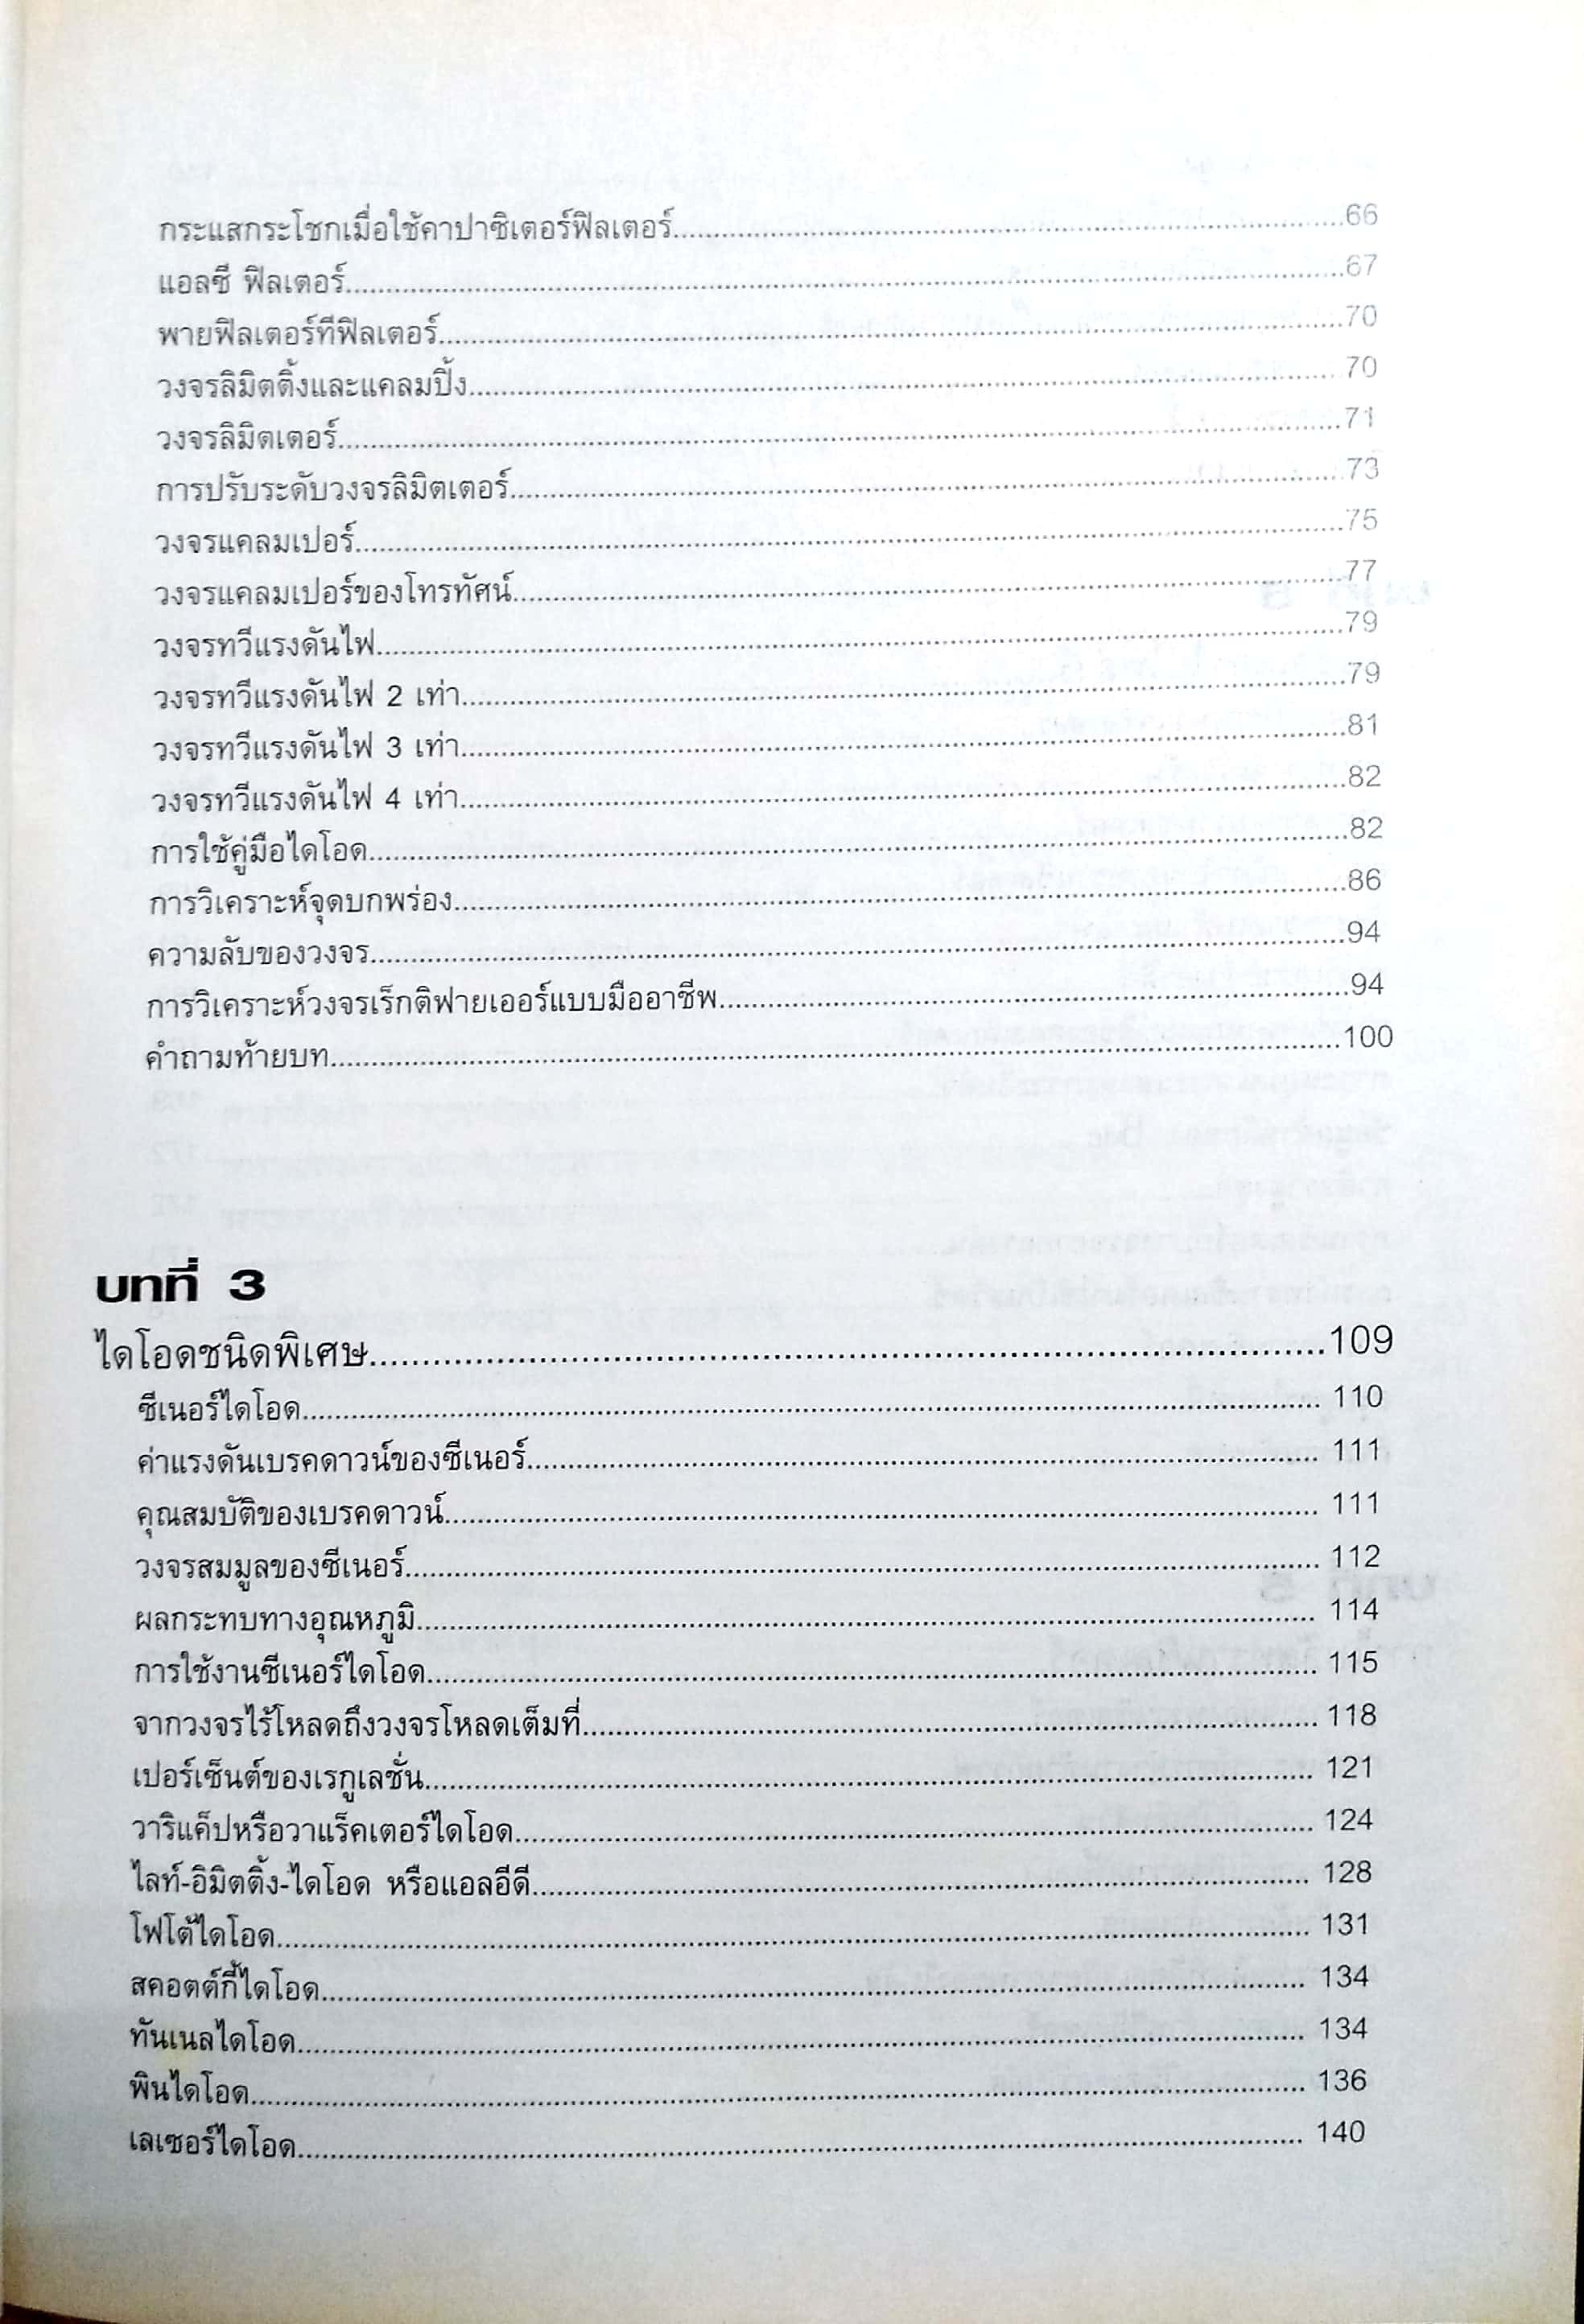 กระแสกระโชกเมื่อใช้คาปาซิเตอร์ฟิลเตอร์....................66
แอลซี ฟิลเตอร์....................67
พายฟิลเตอร์ทีฟิลเตอร์....................70
วงจรลิมิตติ้งและแคลมปิ้ง....................70
วงจรลิมิตเตอร์....................71
การปรับระดับวงจรลิมิตเตอร์....................73
วงจรแคลมเปอร์....................75
วงจรแคลมเปอร์ของโทรทัศน์....................77
วงจรทวีแรงดันไฟ....................79
วงจรทวีแรงดันไฟ 2 เท่า....................79
วงจรทวีแรงดันไฟ 3 เท่า....................81
วงจรทวีแรงดันไฟ 4 เท่า....................82
การใช้คู่มือไดโอด....................82
การวิเคราะห์จุดบกพร่อง....................86
ความลับของวงจร....................94
การวิเคราะห์วงจรเร็กติฟายเออร์แบบมืออาชีพ....................94
คำถามท้ายบท....................100
บทที่ 3
ไดโอดชนิดพิเศษ....................109
ซีเนอร์ไดโอด.................... 110
ค่าแรงดันเบรคดาวน์ของซีเนอร์.................... 111
คุณสมบัติของเบรคดาวน์.................... 111
วงจรสมมูลของซีเนอร์.................... 112
ผลกระทบทางอุณหภูมิ.................... 114
การใช้งานซีเนอร์ไดโอด.................... 115
จากวงจรไร้โหลดถึงวงจรโหลดเต็มที่.................... 118
เปอร์เซ็นต์ของเรกูเลชั่น.................... 121
วาริแค็ปหรือวาแร็คเตอร์ไดโอด.................... 124
ไลท์-อิมิตติ้ง-ไดโอด หรือแอลอีดี.................... 128
โฟโต้ไดโอด.................... 131
สคอตต์กี้ไดโอด.................... 134
ทันเนลไดโอด.................... 134
พินไดโอด.................... 136
เลเซอร์ไดโอด.................... 140